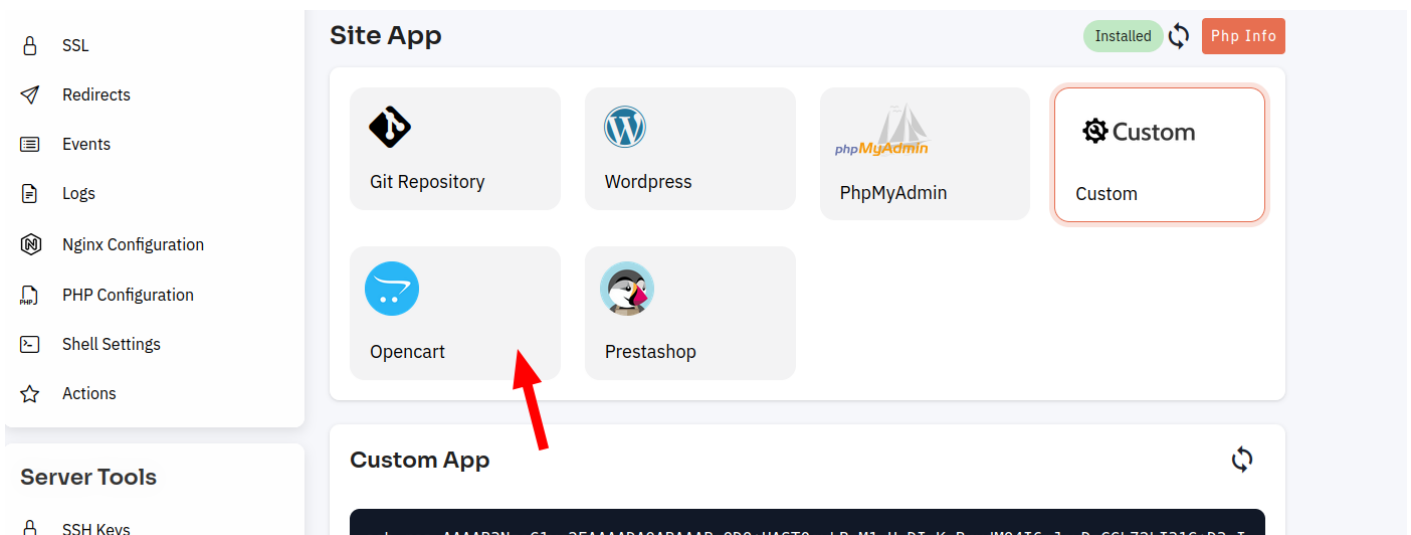 SSL
Redirects
Events
Logs
Nginx Configuration
PHP Configuration
Shell Settings
Actions
Server Tools
SSH Keys
Site App
Installed
Php Info
Git Repository
Wordpress
phpMyAdmin
PhpMyAdmin
Custom
Custom
Opencart
Prestashop
Custom App